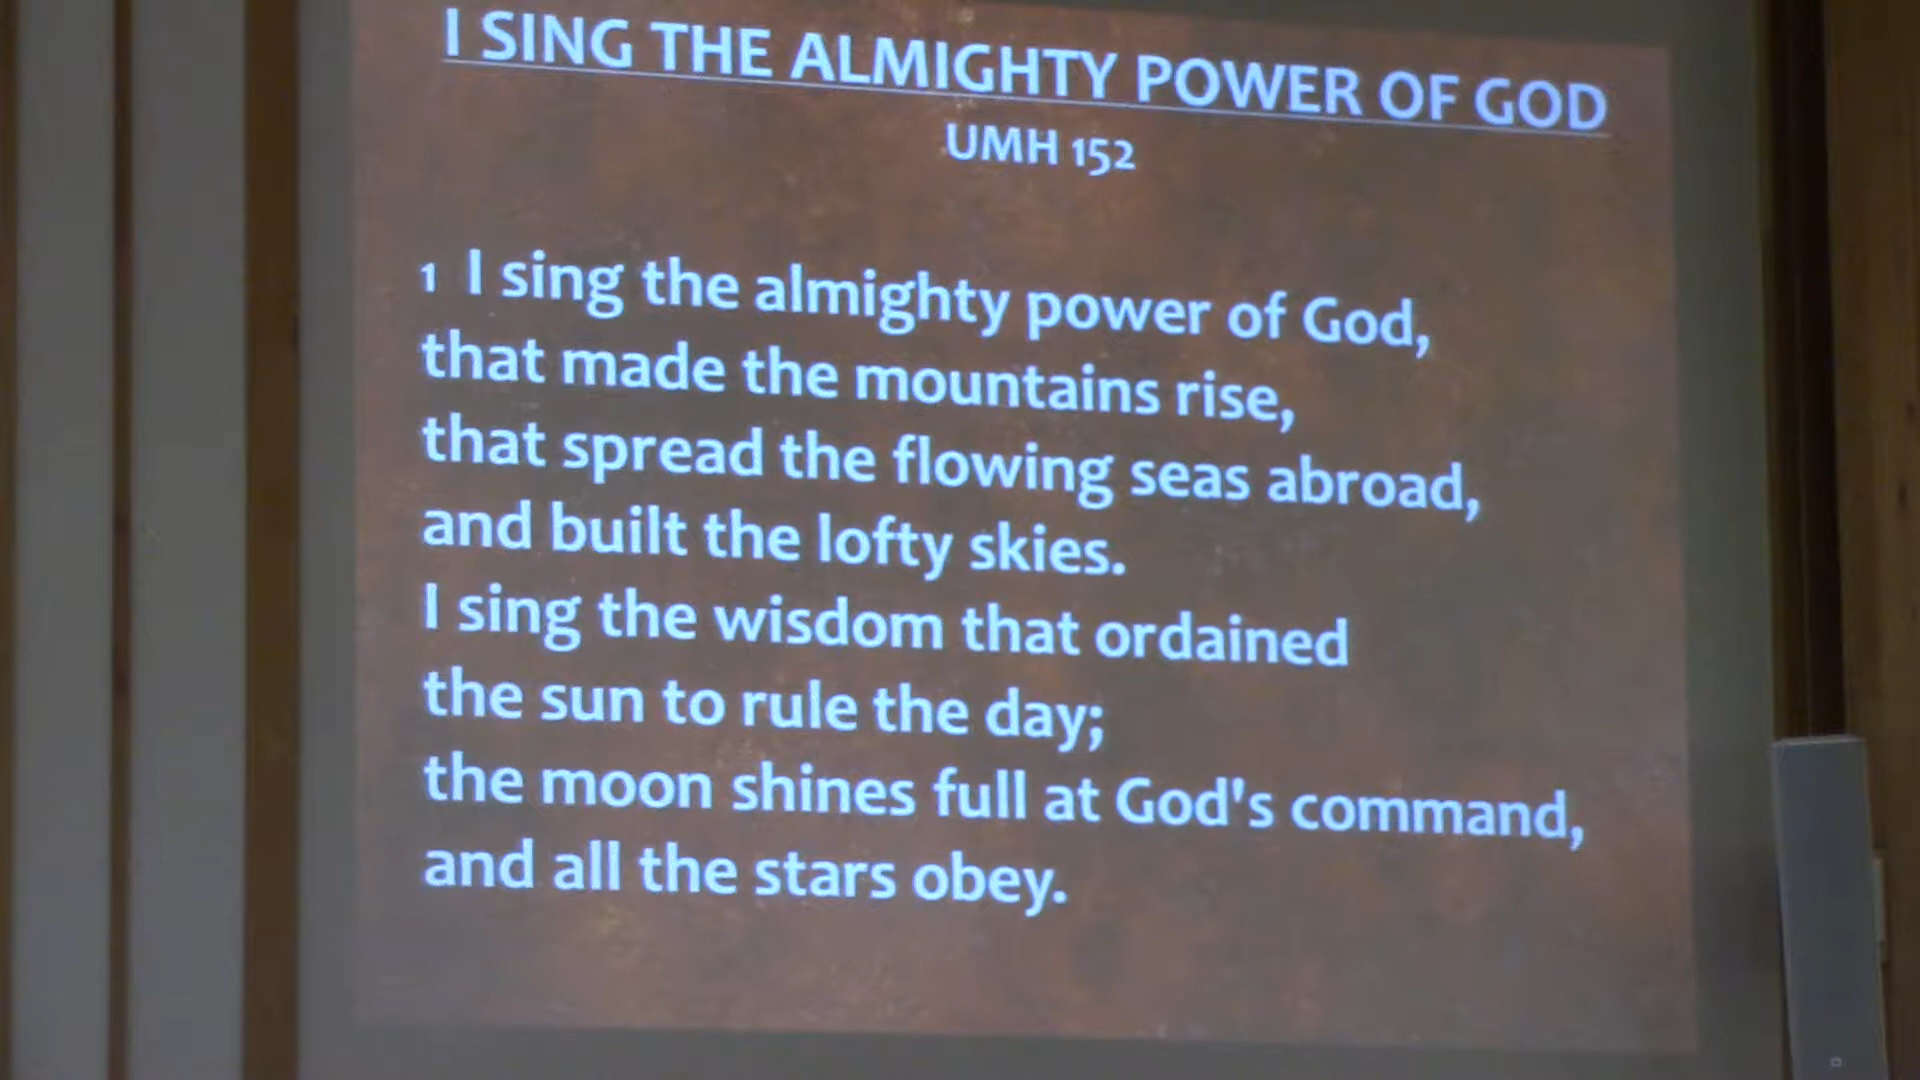 I SING THE ALMIGHTY POWER OF GOD
UMH 152
1 I sing the almighty power of God,
that made the mountains rise,
that spread the flowing seas abroad,
and built the lofty skies.
I sing the wisdom that ordained
the sun to rule the day;
the moon shines full at God's command,
and all the stars obey.